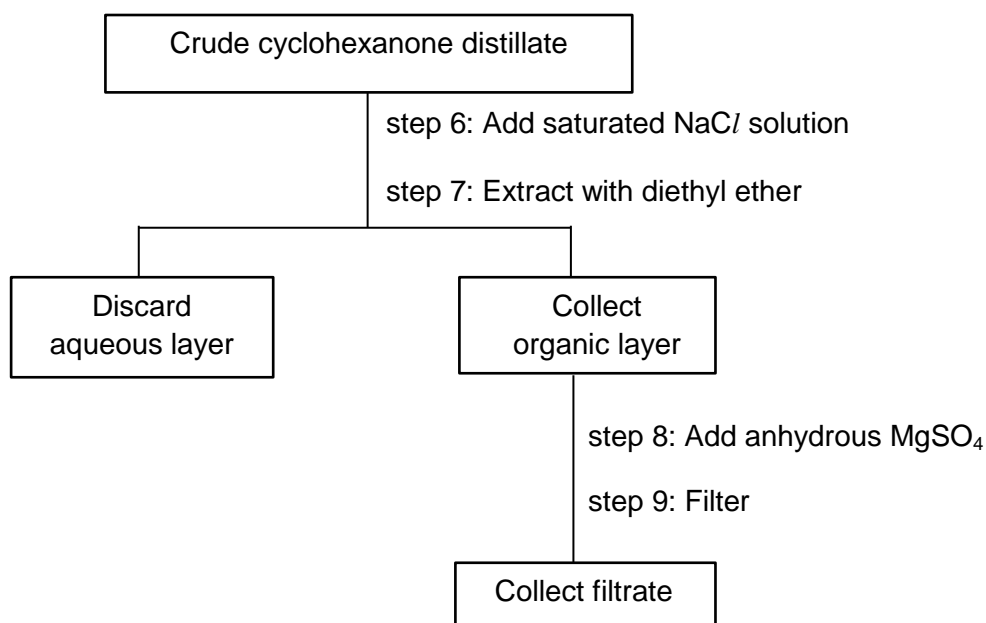 Crude cyclohexanone distillate
step 6: Add saturated NaCl solution
step 7: Extract with diethyl ether
Discard
aqueous layer
Collect
organic layer
step 8: Add anhydrous MgSO₄
step 9: Filter
Collect filtrate